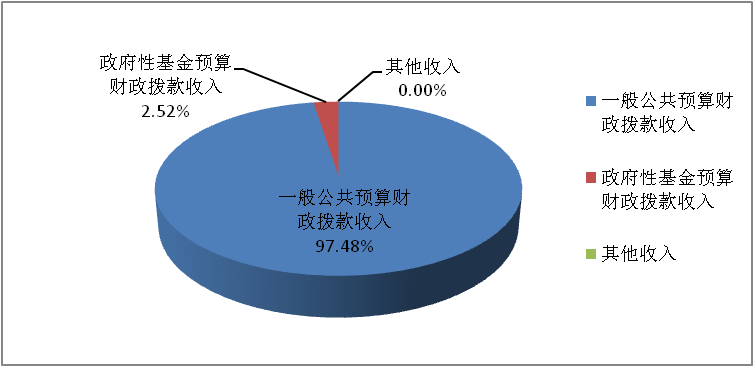 政府性基金预算
财政拨款收入
2.52%
其他收入
0.00%
一般公共预算财
政拨款收入
97.48%
一般公共预算财
政拨款收入
政府性基金预算
财政拨款收入
其他收入